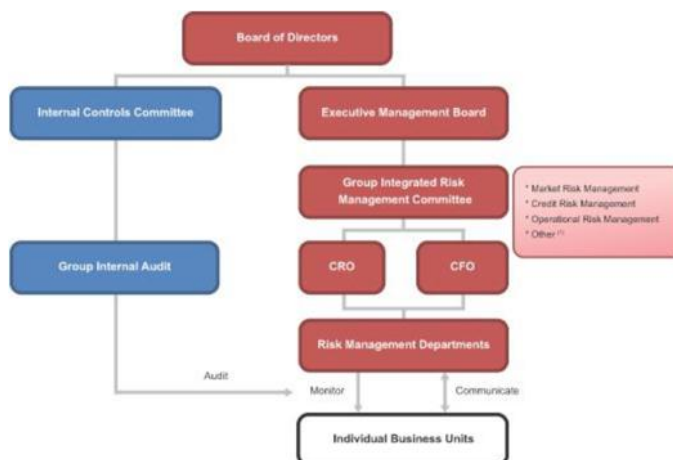 Board of Directors
Internal Controls Committee
Executive Management Board
Group Integrated Risk
Management Committee
* Market Risk Management
* Credit Risk Management
* Operational Risk Management
* Other
Group Internal Audit
CRO
CFO
Risk Management Departments
Audit
Monitor
Communicate
Individual Business Units